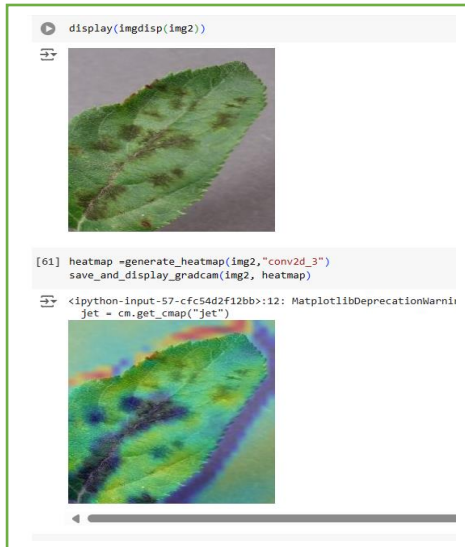 display(imgdisp(img2))
[61] heatmap =generate_heatmap(img2,"conv2d_3")
save_and_display_gradcam(img2, heatmap)
<ipython-input-57-cfc54d2f12bb>:12: MatplotlibDeprecationWarnin
jet = cm.get_cmap("jet")